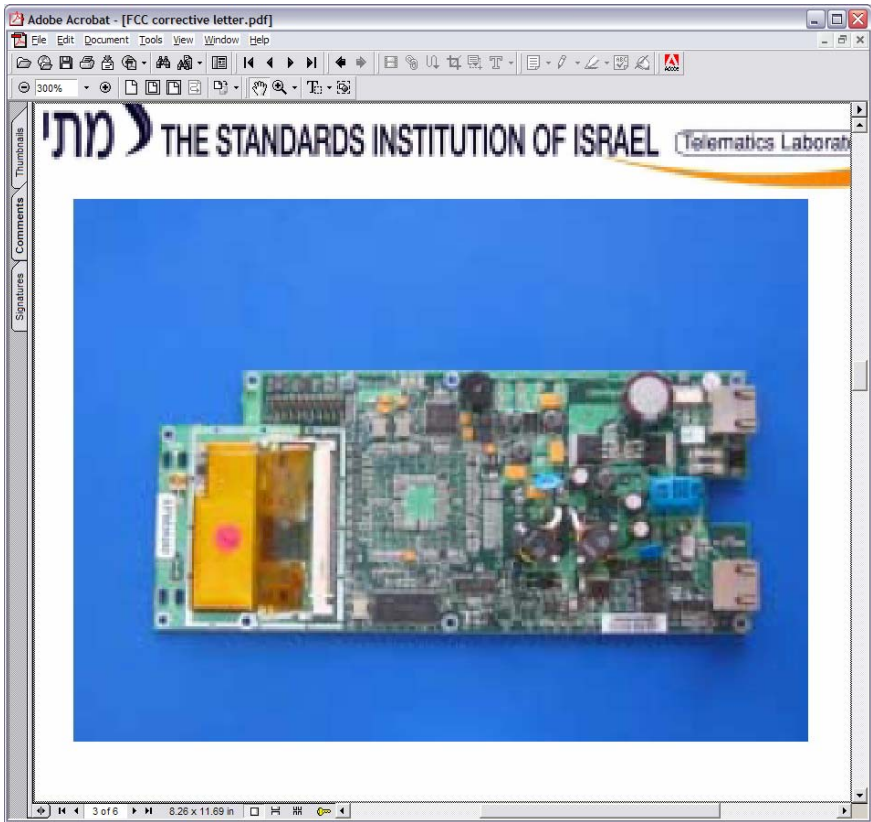 Adobe Acrobat - [FCC corrective letter.pdf]
File Edit Document Tools View Window Help
300%
Thumbnails
Comments
Signatures
מתי THE STANDARDS INSTITUTION OF ISRAEL Telematics Laborat
3 of 6 8.26 x 11.69 in